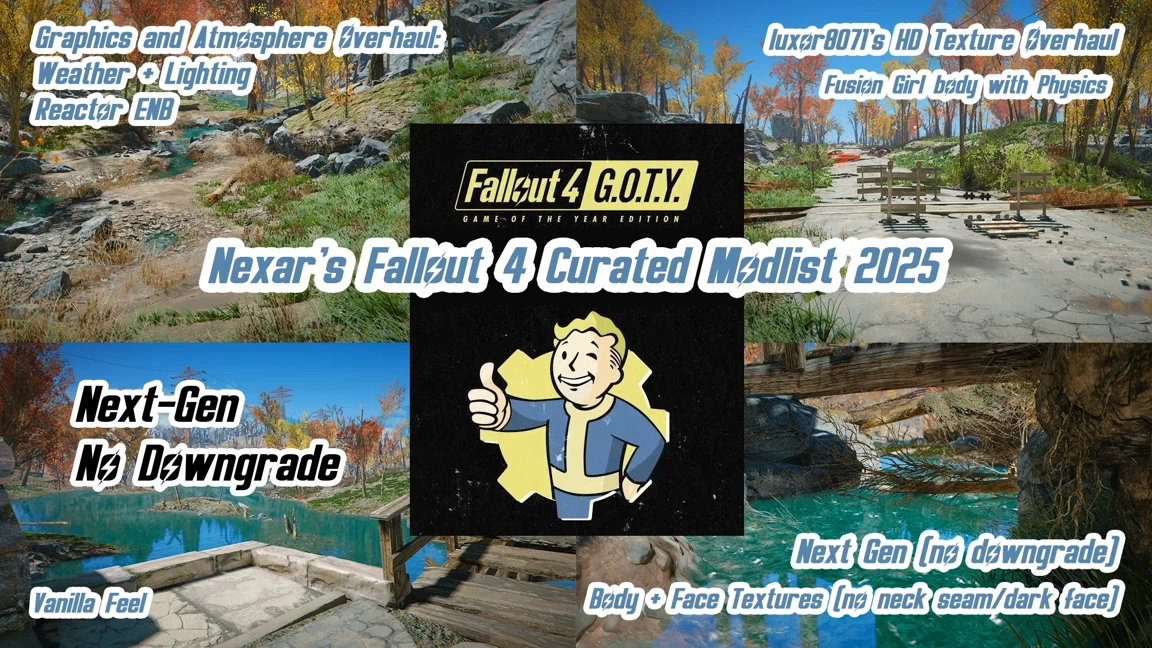 Graphics and Atmosphere Overhaul:
Weather + Lighting
Reactor ENB
luxor8071's HD Texture Overhaul
Fusion Girl body with Physics
Fallout 4 G.O.T.Y.
GAME OF THE YEAR EDITION
Nexar's Fallout 4 Curated Modlist 2025
Next-Gen
No Downgrade
Vanilla Feel
Next Gen (no downgrade)
Body + Face Textures (no neck seam/dark face)